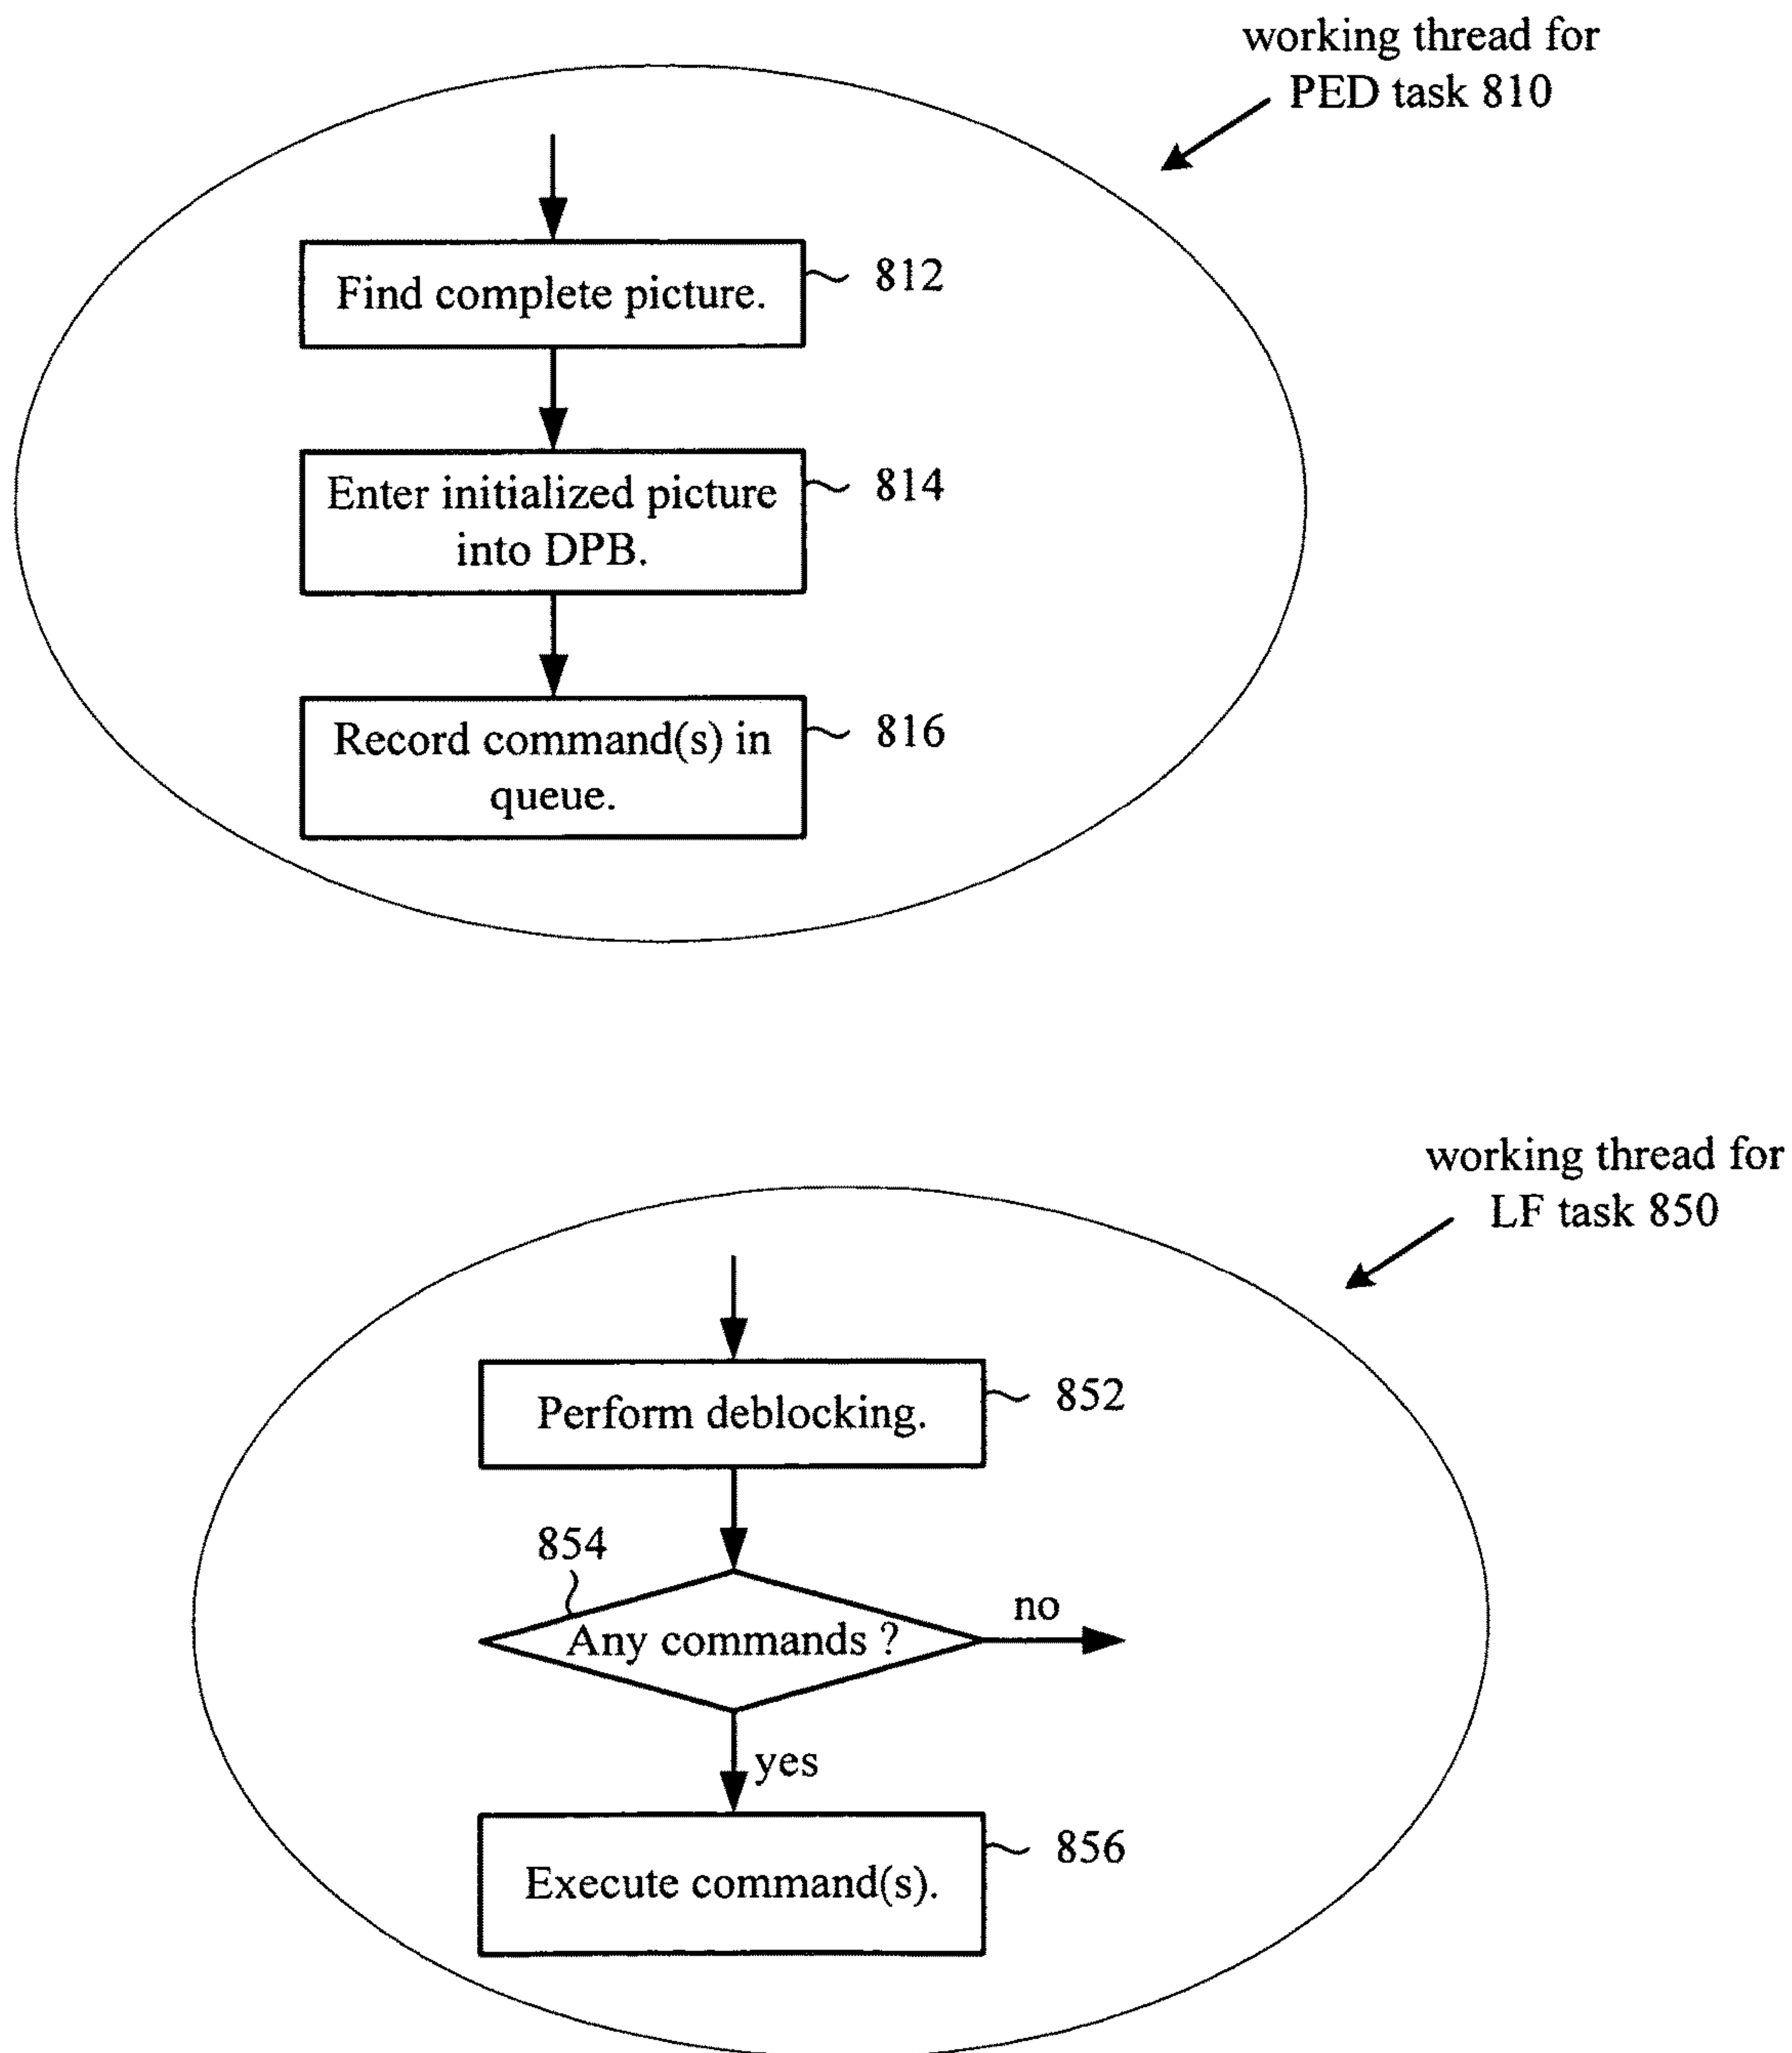 working thread for
PED task 810
Find complete picture.
812
Enter initialized picture
into DPB.
814
Record command(s) in
queue.
816
working thread for
LF task 850
Perform deblocking.
852
854
Any commands ?
no
yes
Execute command(s).
856